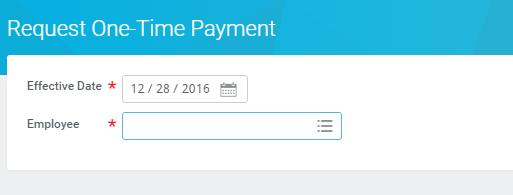 Request One-Time Payment
Effective Date * 12 / 28 / 2016
Employee *